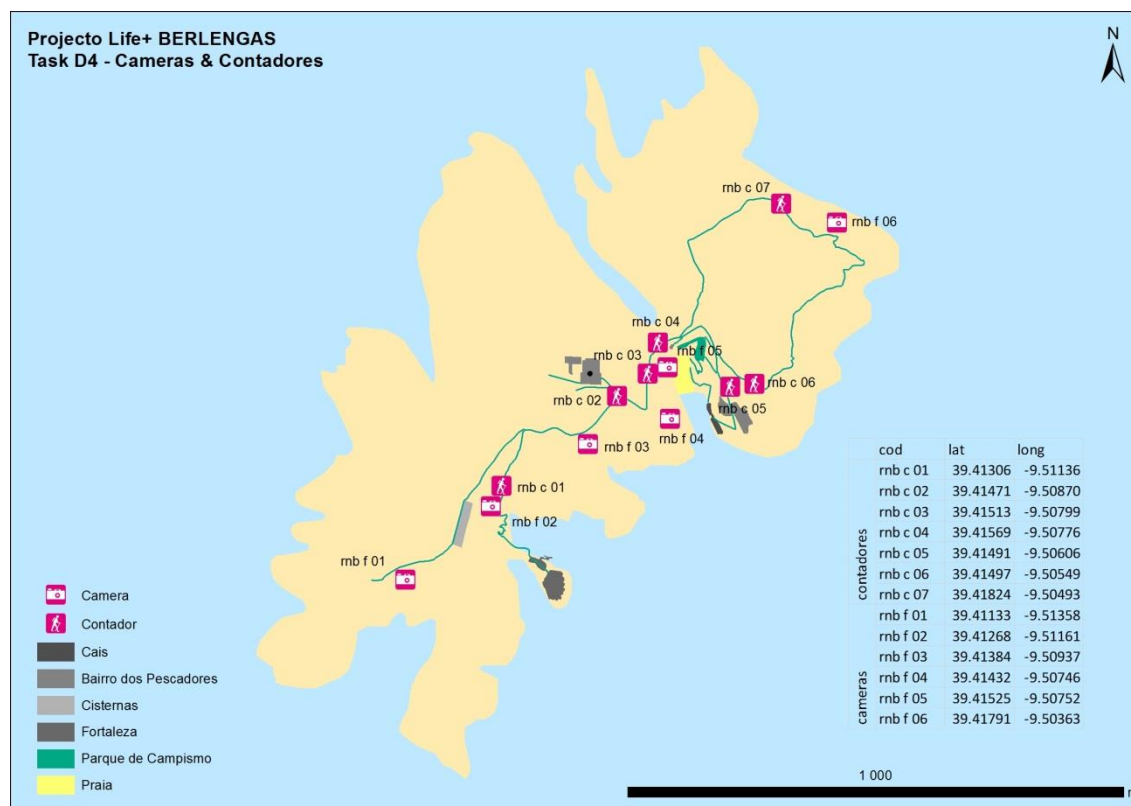 Projecto Life+ BERLENGAS
Task D4 - Cameras & Contadores
N
rnb c 07
rnb f 06
rnb c 04
rnb c 03
rnb f 05
rnb c 06
rnb c 02
rnb c 05
rnb f 04
rnb f 03
rnb c 01
rnb f 02
rnb f 01
Camera
Contador
Cais
Bairro dos Pescadores
Cisternas
Fortaleza
Parque de Campismo
Praia
cod lat long
contadores
rnb c 01 39.41306 -9.51136
rnb c 02 39.41471 -9.50870
rnb c 03 39.41513 -9.50799
rnb c 04 39.41569 -9.50776
rnb c 05 39.41491 -9.50606
rnb c 06 39.41497 -9.50549
rnb c 07 39.41824 -9.50493
cameras
rnb f 01 39.41133 -9.51358
rnb f 02 39.41268 -9.51161
rnb f 03 39.41384 -9.50937
rnb f 04 39.41432 -9.50746
rnb f 05 39.41525 -9.50752
rnb f 06 39.41791 -9.50363
1 000